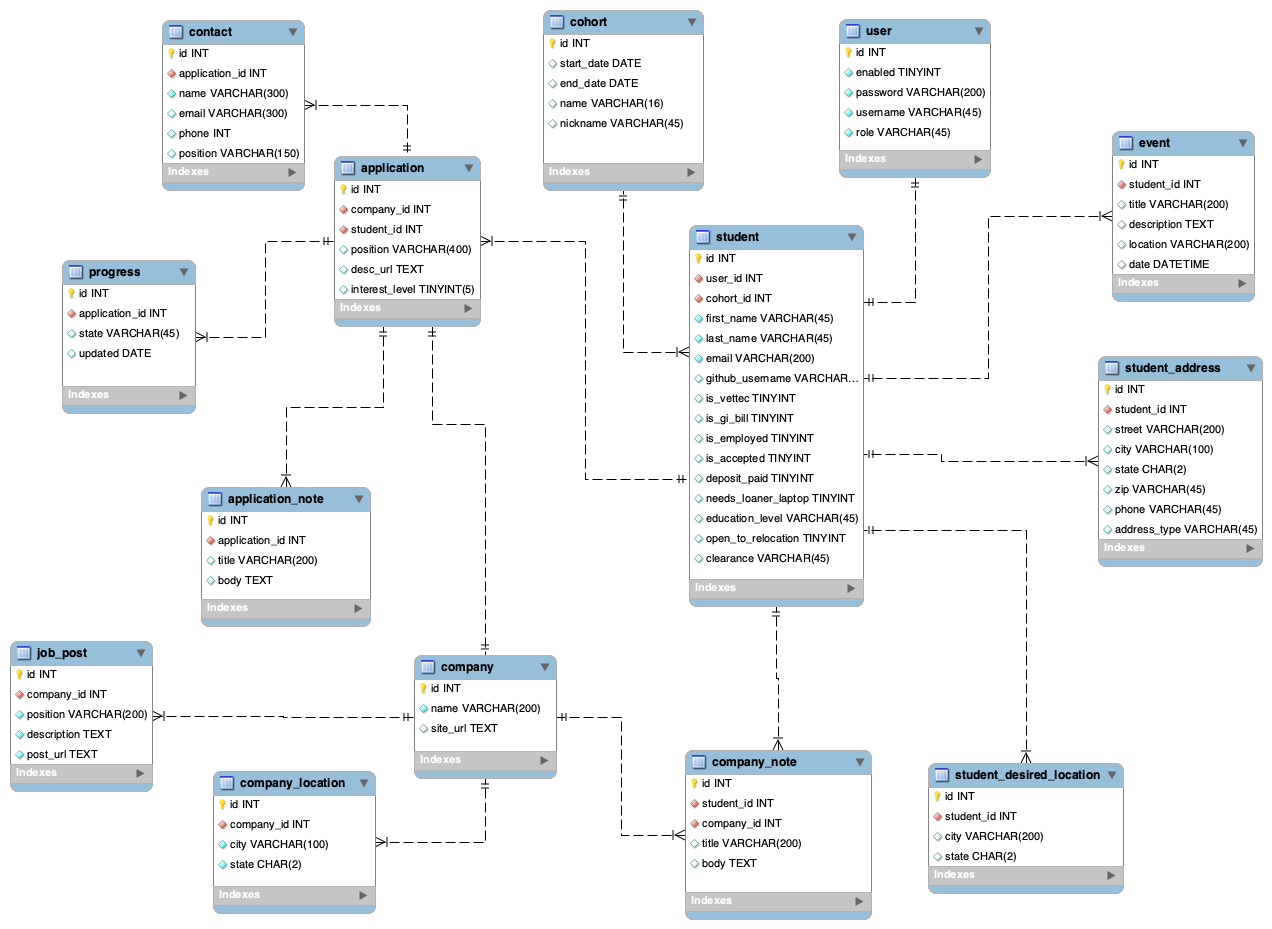 contact
id INT
application_id INT
name VARCHAR(300)
email VARCHAR(300)
phone INT
position VARCHAR(150)
Indexes
cohort
id INT
start_date DATE
end_date DATE
name VARCHAR(16)
nickname VARCHAR(45)
Indexes
user
id INT
enabled TINYINT
password VARCHAR(200)
username VARCHAR(45)
role VARCHAR(45)
Indexes
event
id INT
student_id INT
title VARCHAR(200)
description TEXT
location VARCHAR(200)
date DATETIME
Indexes
application
id INT
company_id INT
student_id INT
position VARCHAR(400)
desc_url TEXT
interest_level TINYINT(5)
Indexes
student
id INT
user_id INT
cohort_id INT
first_name VARCHAR(45)
last_name VARCHAR(45)
email VARCHAR(200)
github_username VARCHAR...
is_vettec TINYINT
is_gi_bill TINYINT
is_employed TINYINT
is_accepted TINYINT
deposit_paid TINYINT
needs_loaner_laptop TINYINT
education_level VARCHAR(45)
open_to_relocation TINYINT
clearance VARCHAR(45)
Indexes
progress
id INT
application_id INT
state VARCHAR(45)
updated DATE
Indexes
student_address
id INT
student_id INT
street VARCHAR(200)
city VARCHAR(100)
state CHAR(2)
zip VARCHAR(45)
phone VARCHAR(45)
address_type VARCHAR(45)
Indexes
application_note
id INT
application_id INT
title VARCHAR(200)
body TEXT
Indexes
job_post
id INT
company_id INT
position VARCHAR(200)
description TEXT
post_url TEXT
Indexes
company
id INT
name VARCHAR(200)
site_url TEXT
Indexes
company_location
id INT
company_id INT
city VARCHAR(100)
state CHAR(2)
Indexes
company_note
id INT
student_id INT
company_id INT
title VARCHAR(200)
body TEXT
Indexes
student_desired_location
id INT
student_id INT
city VARCHAR(200)
state CHAR(2)
Indexes